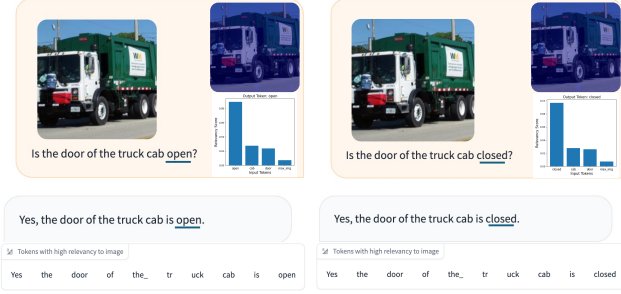 WM
Output Token: open
Relevancy Score
open cab door max_img
Input Tokens
Is the door of the truck cab open?
Yes, the door of the truck cab is open.
Tokens with high relevancy to image
Yes the door of the_ tr uck cab is open
WM
Output Token: closed
Relevancy Score
closed cab door max_img
Input Tokens
Is the door of the truck cab closed?
Yes, the door of the truck cab is closed.
Tokens with high relevancy to image
Yes the door of the_ tr uck cab is closed